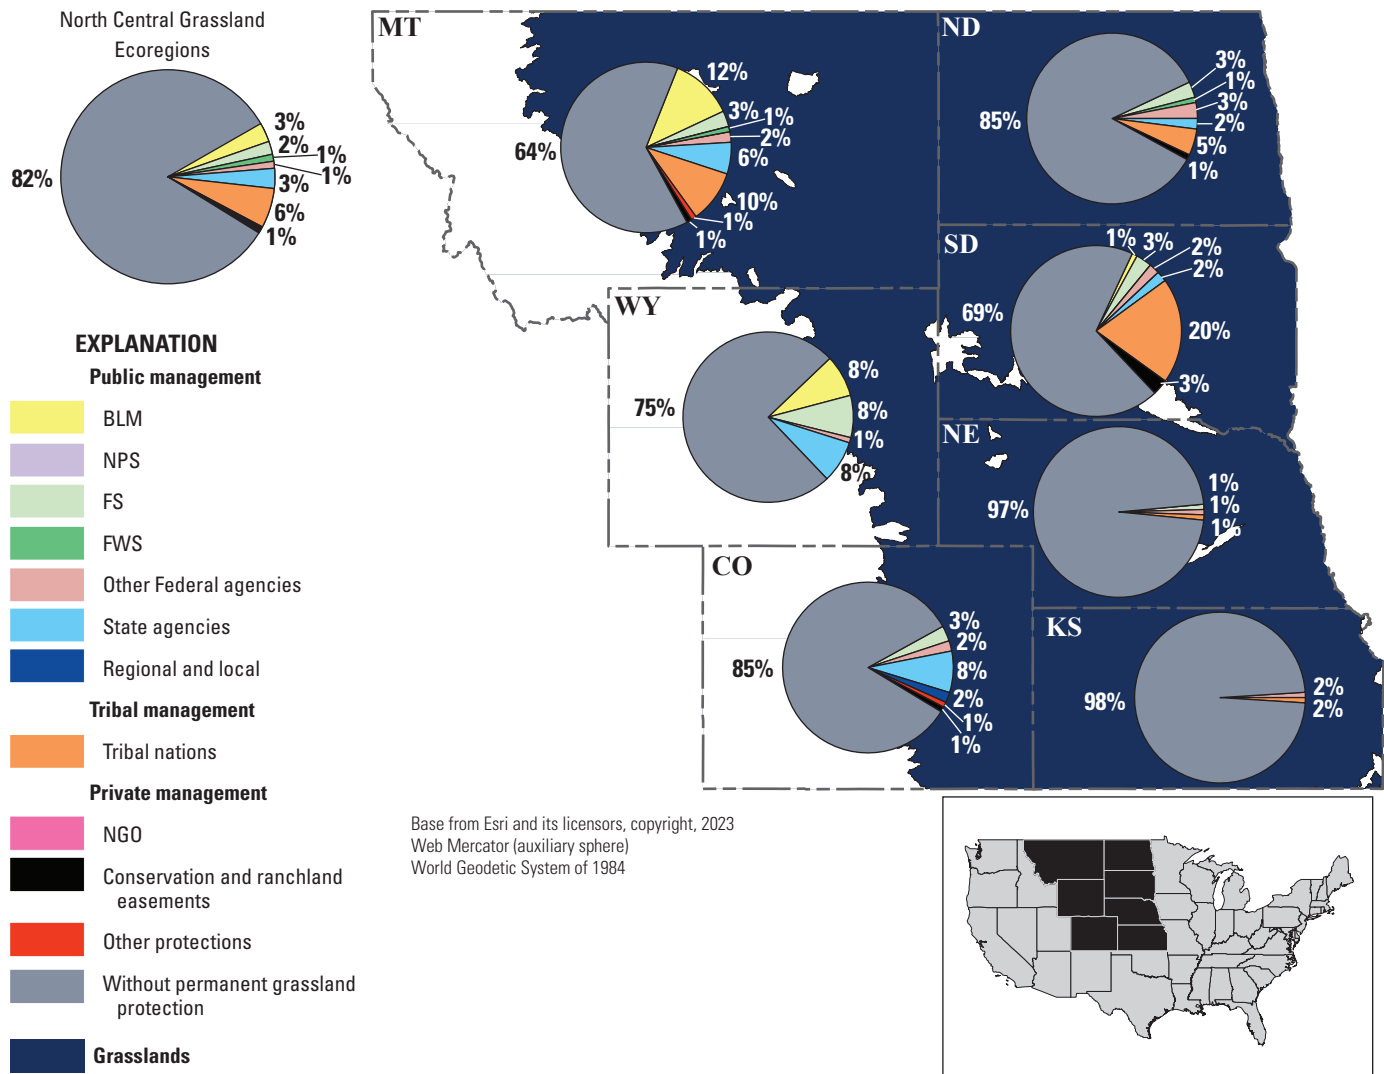 North Central Grassland
Ecoregions
82%
3%
2%
1%
1%
3%
6%
1%
MT
64%
12%
3%
1%
2%
6%
10%
1%
1%
ND
85%
3%
1%
3%
2%
5%
1%
SD
69%
1%
3%
2%
2%
20%
3%
WY
75%
8%
8%
1%
8%
NE
97%
1%
1%
1%
CO
85%
3%
2%
8%
2%
1%
1%
KS
98%
2%
2%
EXPLANATION
Public management
BLM
NPS
FS
FWS
Other Federal agencies
State agencies
Regional and local
Tribal management
Tribal nations
Private management
NGO
Conservation and ranchland
easements
Other protections
Without permanent grassland
protection
Grasslands
Base from Esri and its licensors, copyright, 2023
Web Mercator (auxiliary sphere)
World Geodetic System of 1984